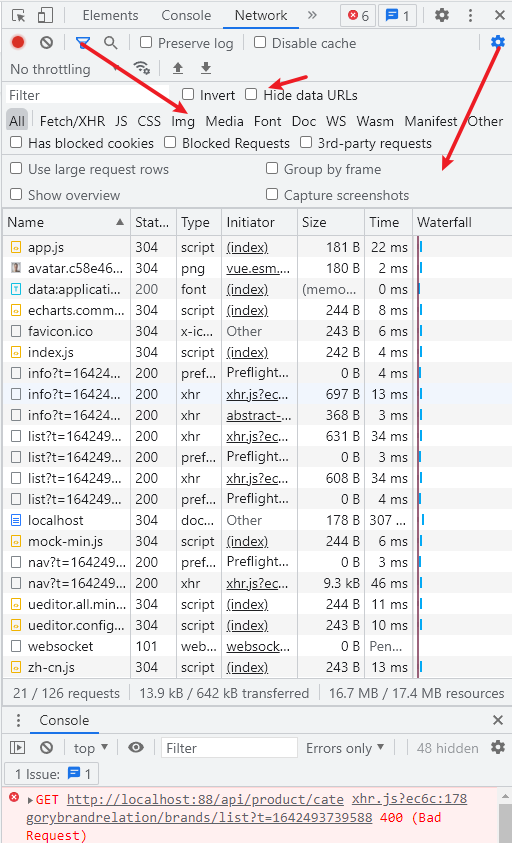 Elements Console Network » 6 1
Preserve log Disable cache
No throttling
Filter Invert Hide data URLs
All Fetch/XHR JS CSS Img Media Font Doc WS Wasm Manifest Other
Has blocked cookies Blocked Requests 3rd-party requests
Use large request rows Group by frame
Show overview Capture screenshots
Name Stat... Type Initiator Size Time Waterfall
app.js 304 script (index) 181 B 22 ms
avatar.c58e46... 304 png vue.esm.... 180 B 2 ms
data:applicati... 200 font (index) (memo... 0 ms
echarts.comm... 304 script (index) 244 B 8 ms
favicon.ico 304 x-ic... Other 243 B 6 ms
index.js 304 script (index) 242 B 4 ms
info?t=16424... 200 pref... Preflight... 0 B 4 ms
info?t=16424... 200 xhr xhr.js?ec... 697 B 13 ms
info?t=16424... 200 xhr abstract-... 368 B 3 ms
list?t=164249... 200 xhr xhr.js?ec... 631 B 34 ms
list?t=164249... 200 pref... Preflight... 0 B 3 ms
list?t=164249... 200 xhr xhr.js?ec... 608 B 34 ms
list?t=164249... 200 pref... Preflight... 0 B 4 ms
localhost 304 doc... Other 178 B 307 ...
mock-min.js 304 script (index) 244 B 6 ms
nav?t=164249... 200 pref... Preflight... 0 B 3 ms
nav?t=164249... 200 xhr xhr.js?ec... 9.3 kB 46 ms
ueditor.all.min... 304 script (index) 244 B 11 ms
ueditor.config... 304 script (index) 243 B 10 ms
websocket 101 web... websock... 0 B Pen...
zh-cn.js 304 script (index) 243 B 13 ms
21 / 126 requests 13.9 kB / 642 kB transferred 16.7 MB / 17.4 MB resources
Console
top Filter Errors only 48 hidden
1 Issue: 1
GET http://localhost:88/api/product/cate xhr.js?ec6c:178
gorybrandrelation/brands/list?t=1642493739588 400 (Bad
Request)